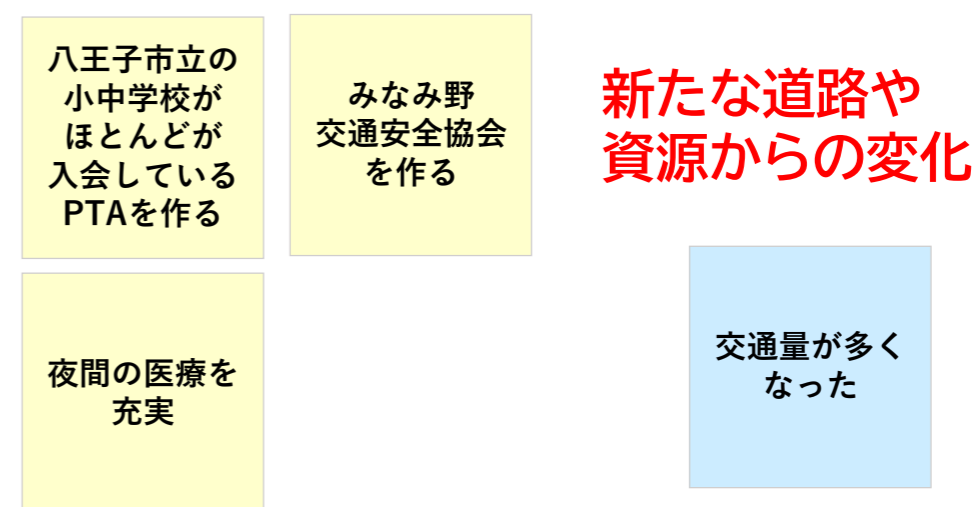 八王子市立の
小中学校が
ほとんどが
入会している
PTAを作る
みなみ野
交通安全協会
を作る
新たな道路や
資源からの変化
夜間の医療を
充実
交通量が多く
なった